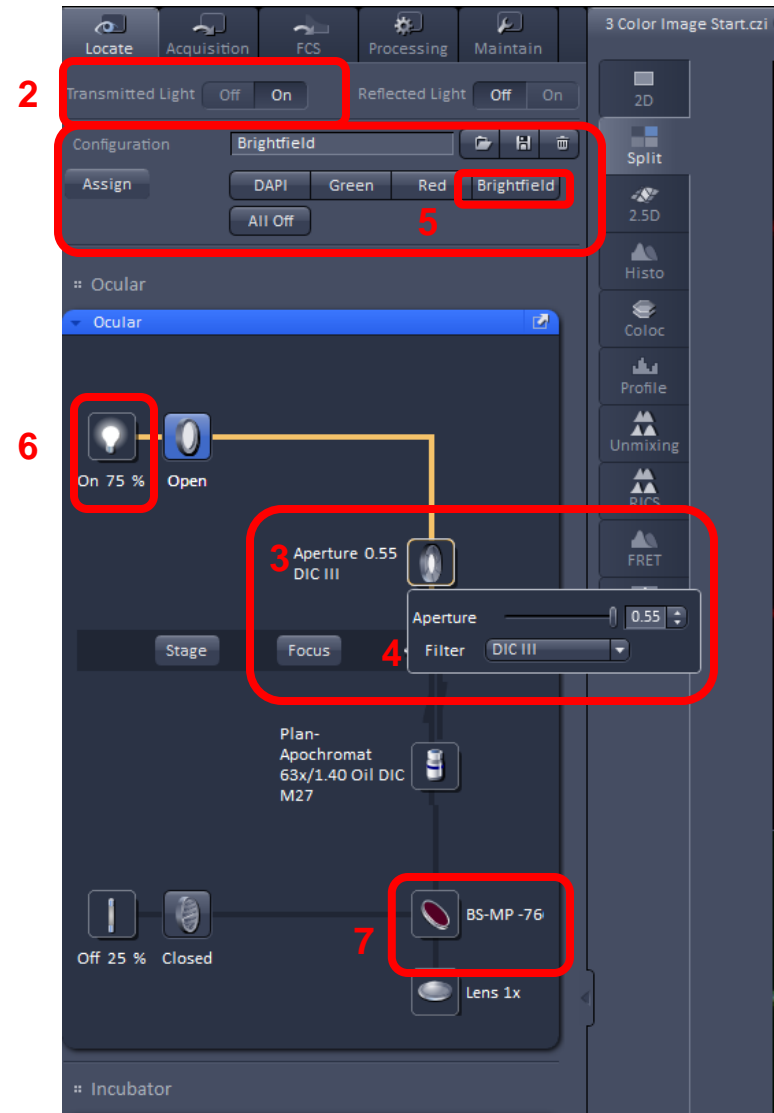 Locate Acquisition FCS Processing Maintain
3 Color Image Start.czi
2
Transmitted Light Off On
Reflected Light Off On
Configuration Brightfield
Assign DAPI Green Red Brightfield
5
All Off
Ocular
Ocular
6
On 75 % Open
3
Aperture 0.55
DIC III
Aperture 0.55
4
Filter DIC III
Stage Focus
Plan-
Apochromat
63x/1.40 Oil DIC
M27
7
BS-MP -76
Off 25 % Closed
Lens 1x
Incubator
2D
Split
2.5D
Histo
Coloc
Profile
Unmixing
RICS
FRET